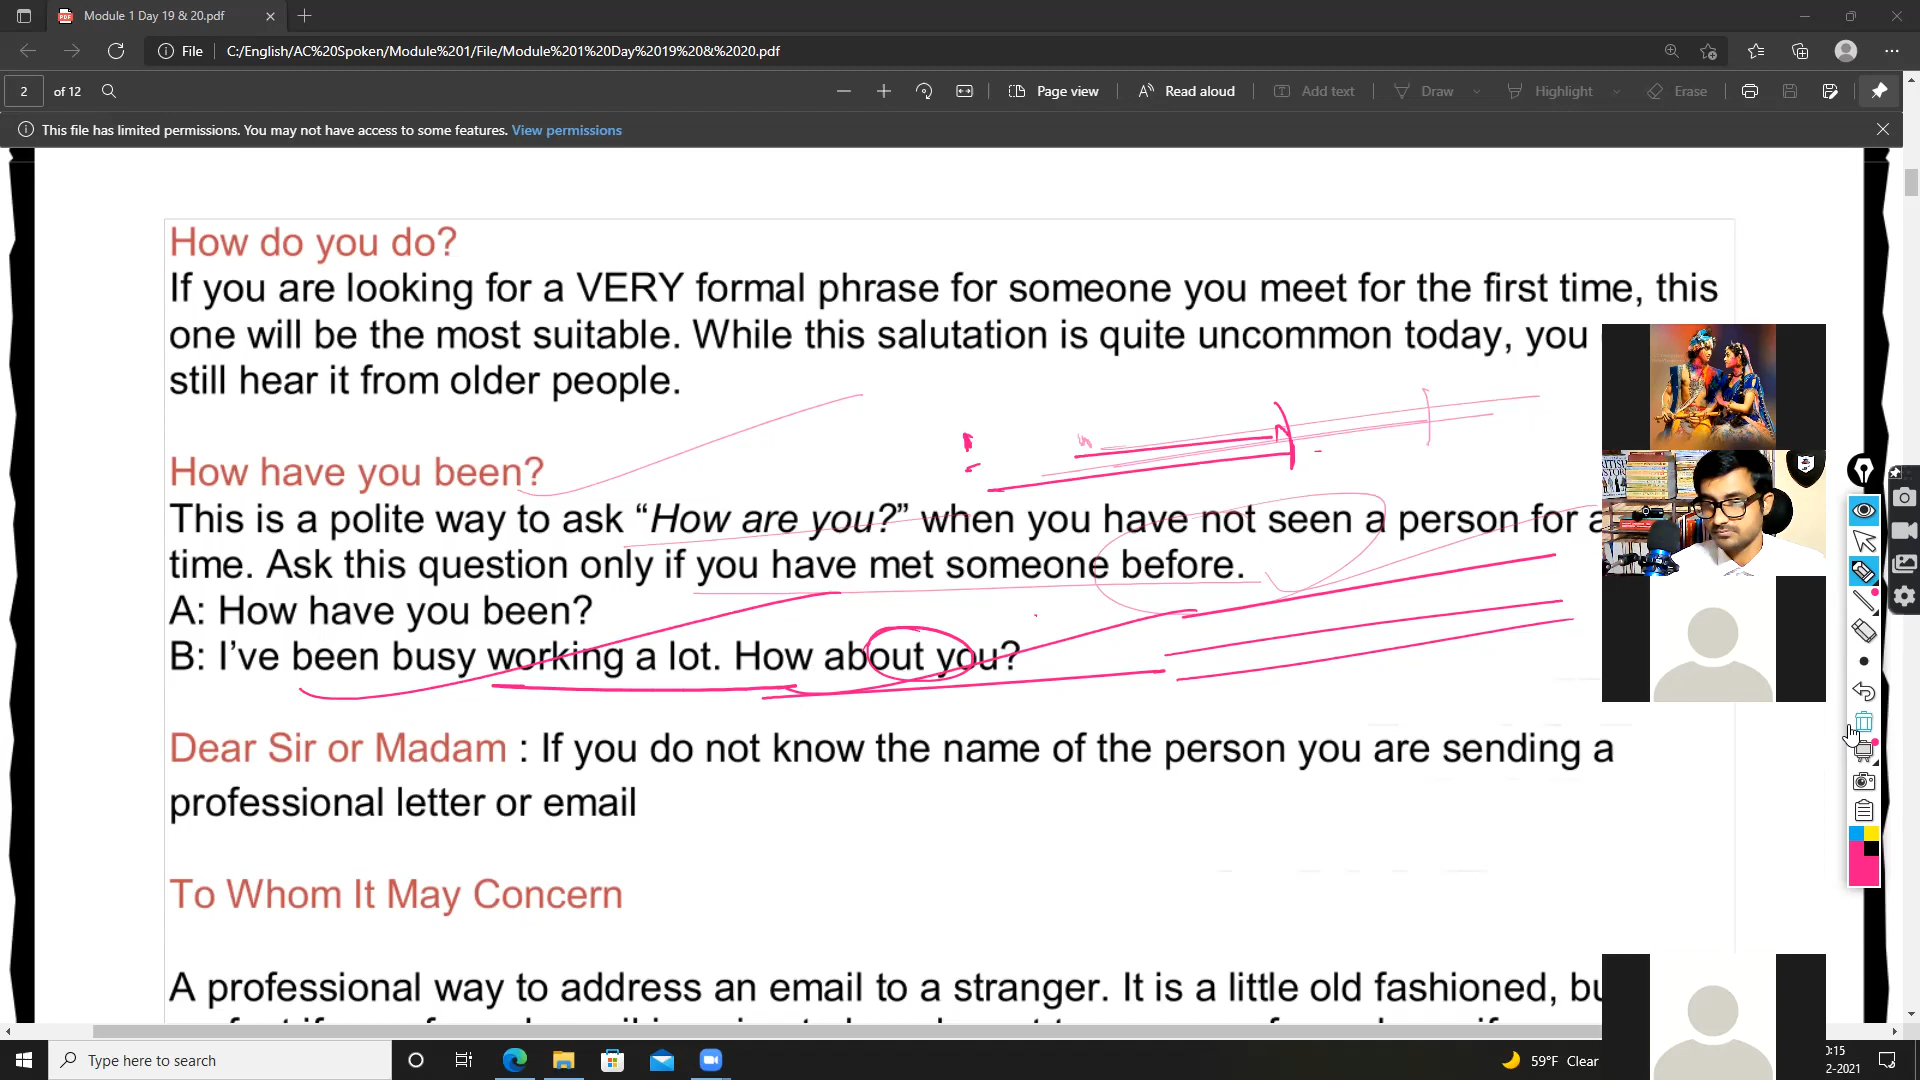 Module 1 Day 19 & 20.pdf
File
C:/English/AC%20Spoken/Module%201/File/Module%201%20Day%2019%20&%2020.pdf
2 of 12
Page view
Read aloud
Add text
Draw
Highlight
Erase
This file has limited permissions. You may not have access to some features. View permissions
How do you do?
If you are looking for a VERY formal phrase for someone you meet for the first time, this
one will be the most suitable. While this salutation is quite uncommon today, you
still hear it from older people.
How have you been?
This is a polite way to ask “How are you?” when you have not seen a person for a
time. Ask this question only if you have met someone before.
A: How have you been?
B: I’ve been busy working a lot. How about you?
Dear Sir or Madam : If you do not know the name of the person you are sending a
professional letter or email
To Whom It May Concern
A professional way to address an email to a stranger. It is a little old fashioned, bu
Type here to search
59°F Clear
0:15
2-2021